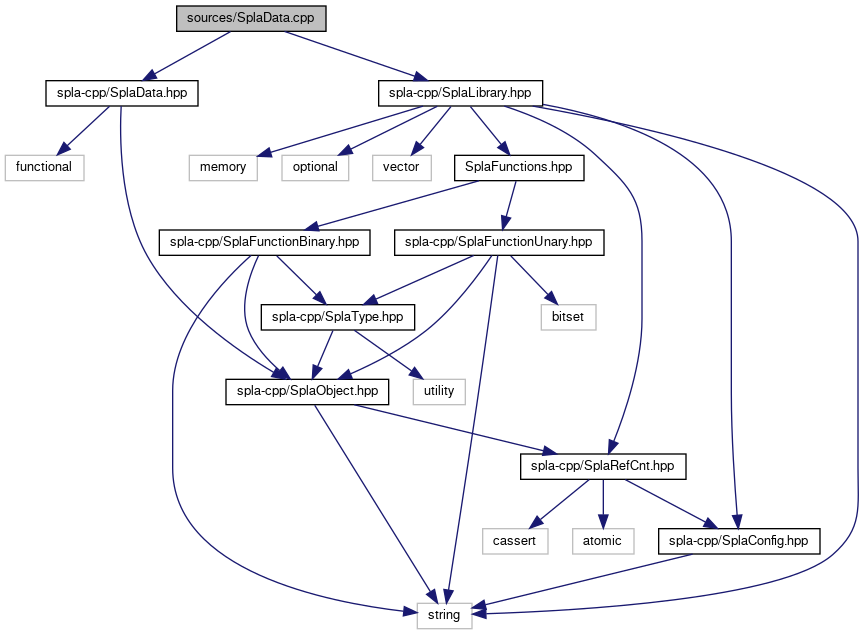 sources/SplaData.cpp
spla-cpp/SplaData.hpp
spla-cpp/SplaLibrary.hpp
functional
memory
optional
vector
SplaFunctions.hpp
spla-cpp/SplaFunctionBinary.hpp
spla-cpp/SplaFunctionUnary.hpp
spla-cpp/SplaType.hpp
bitset
spla-cpp/SplaObject.hpp
utility
spla-cpp/SplaRefCnt.hpp
cassert
atomic
spla-cpp/SplaConfig.hpp
string